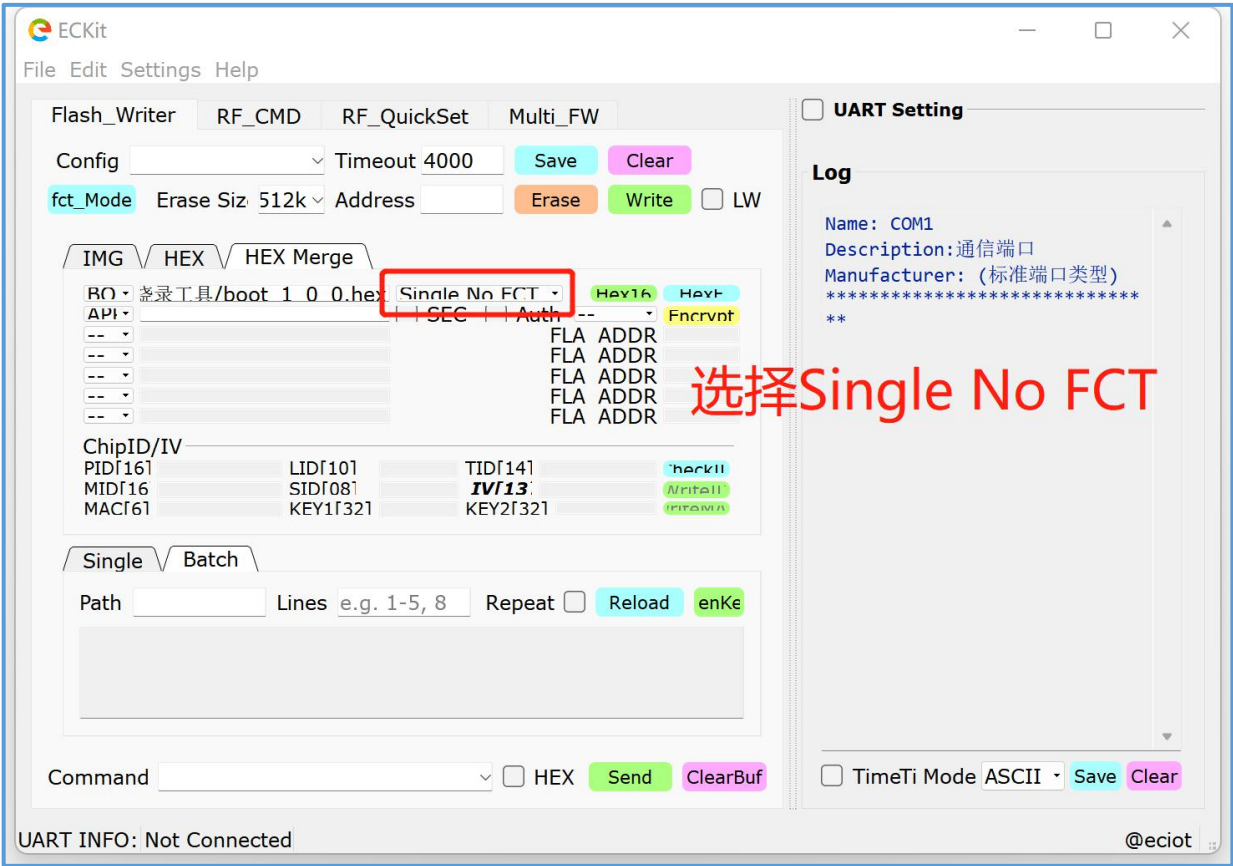 ECKit
File Edit Settings Help
Flash_Writer RF_CMD RF_QuickSet Multi_FW
Config Timeout 4000 Save Clear
fct_Mode Erase Siz 512k Address Erase Write LW
IMG HEX HEX Merge
BO 烧录工具/boot_1_0_0.hex Single No FCT Hex16
SEC Auth -- Encrypt
-- FLA ADDR
-- FLA ADDR
-- FLA ADDR
-- FLA ADDR
-- FLA ADDR
ChipID/IV
PID[16] LID[10] TID[14]
MID[16 SID[08] IV[13
MAC[6] KEY1[32] KEY2[32]
Single Batch
Path Lines e.g. 1-5, 8 Repeat Reload enKe
Command HEX Send ClearBuf
UART INFO: Not Connected
UART Setting
Log
Name: COM1
Description:通信端口
Manufacturer: (标准端口类型)
*****************************
**
选择Single No FCT
TimeTi Mode ASCII Save Clear
@eciot